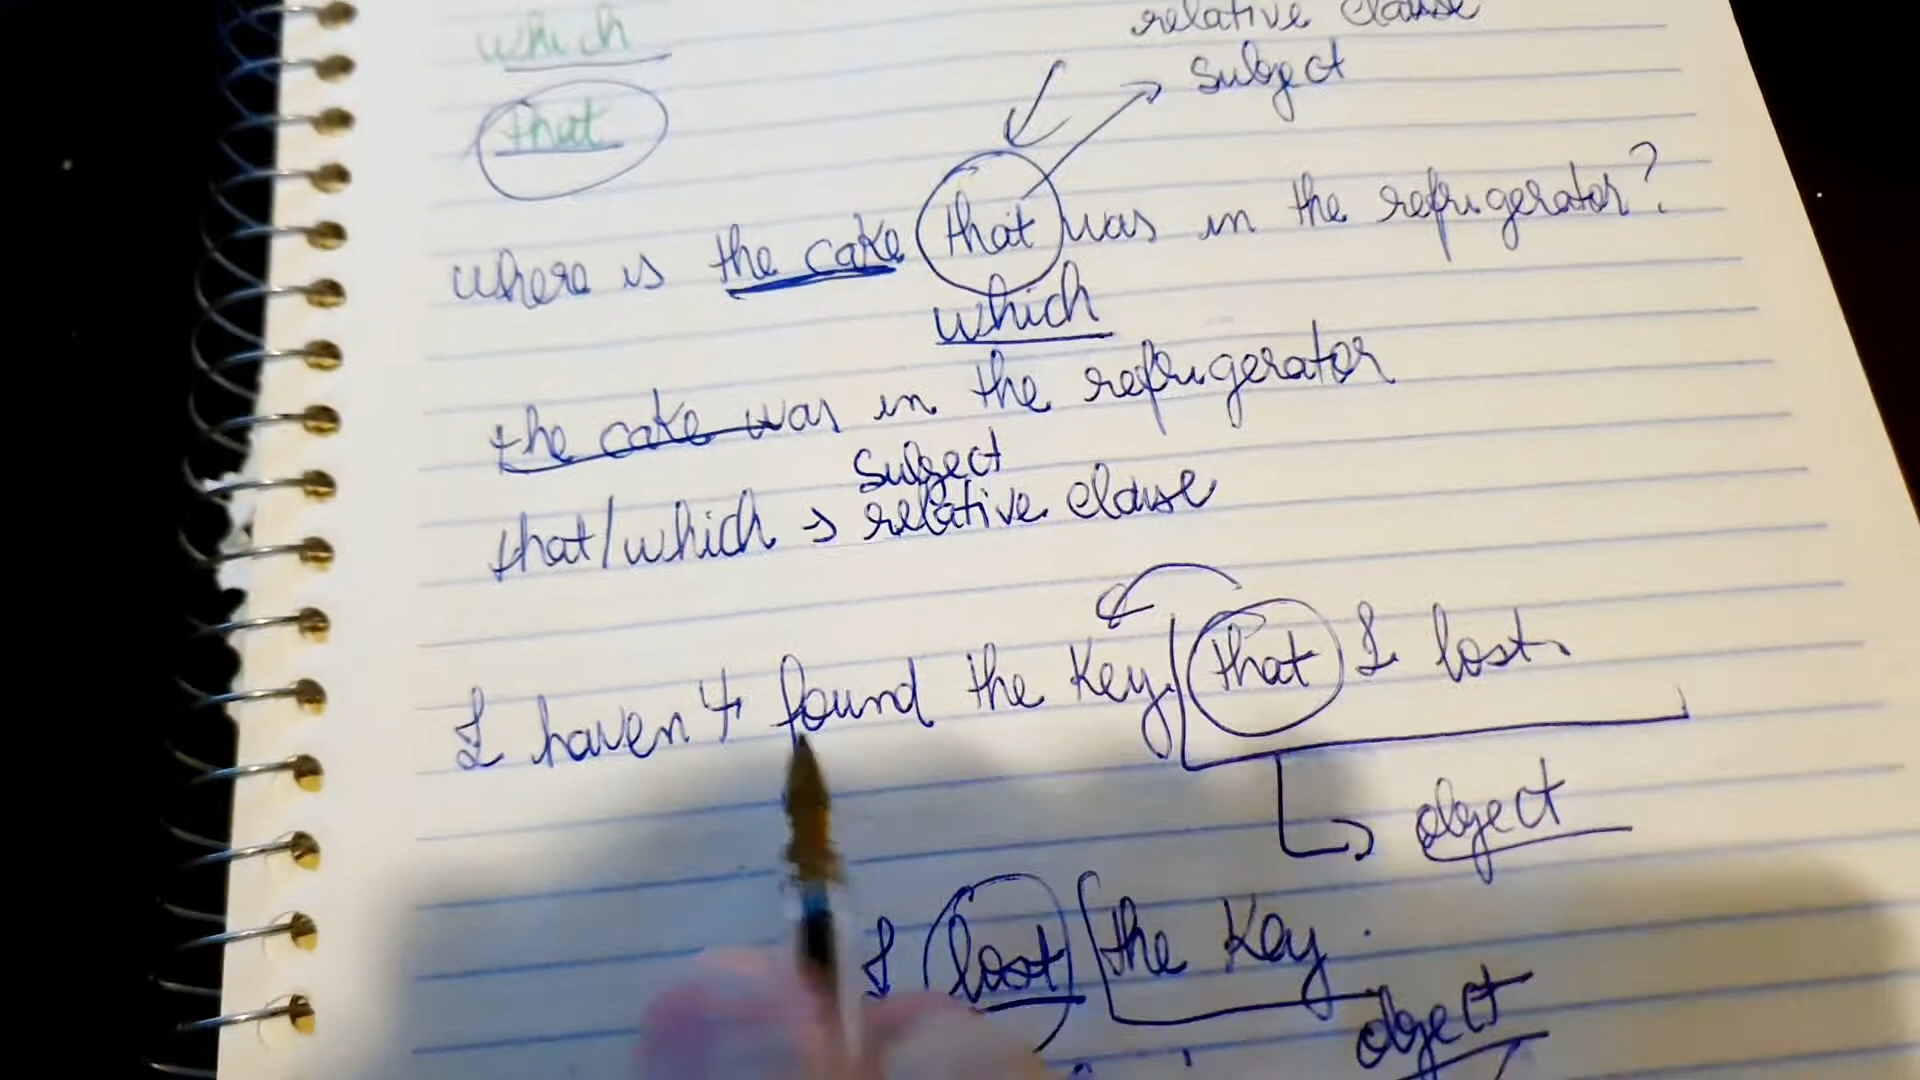 which
relative clause
that
subject
where is the cake that was in the refrigerator?
which
the cake was in the refrigerator
subject
that/which → relative clause
I haven't found the key that I lost.
object
I lost the key.
object